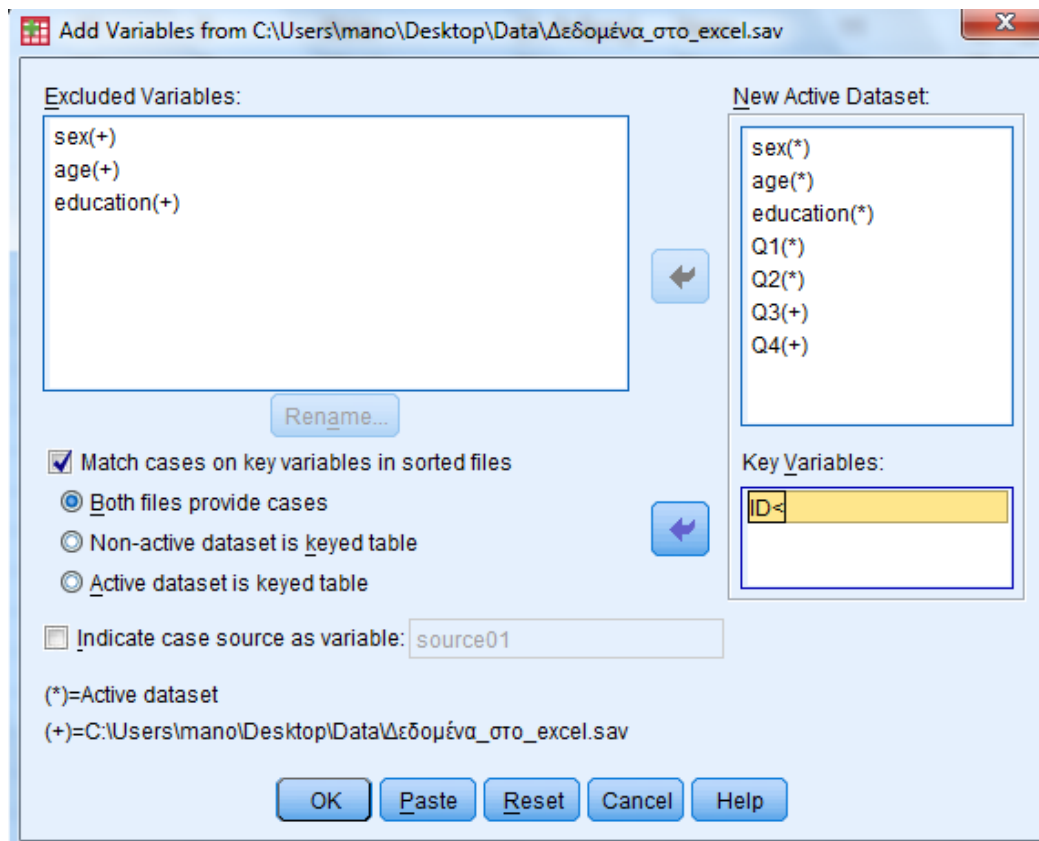 Add Variables from C:\Users\mano\Desktop\Data\Δεδομένα_στο_excel.sav
X
Excluded Variables:
sex(+)
age(+)
education(+)
Rename...
Match cases on key variables in sorted files
Both files provide cases
Non-active dataset is keyed table
Active dataset is keyed table
Indicate case source as variable: source01
(*)=Active dataset
(+)=C:\Users\mano\Desktop\Data\Δεδομένα_στο_excel.sav
New Active Dataset:
sex(*)
age(*)
education(*)
Q1(*)
Q2(*)
Q3(+)
Q4(+)
Key Variables:
ID<
OK Paste Reset Cancel Help